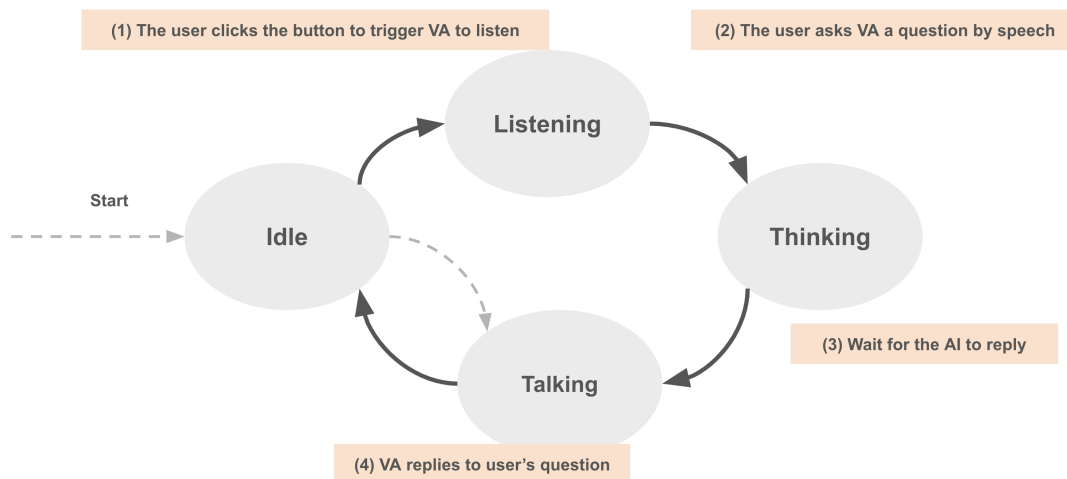 (1) The user clicks the button to trigger VA to listen
(2) The user asks VA a question by speech
Listening
Start
Idle
Thinking
(3) Wait for the AI to reply
Talking
(4) VA replies to user’s question